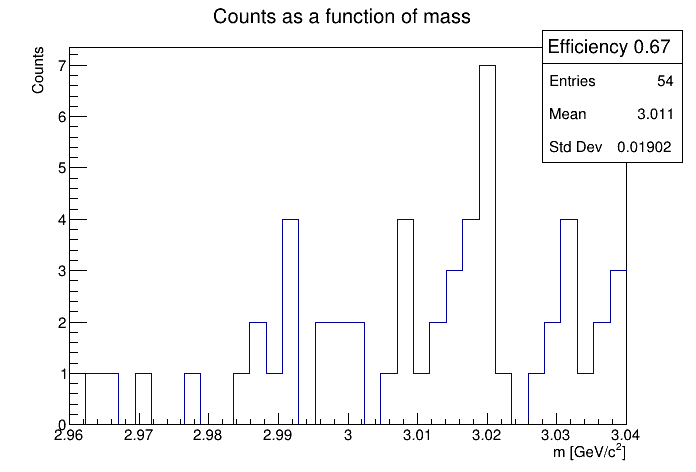 Counts as a function of mass
Efficiency 0.67
Entries 54
Mean 3.011
Std Dev 0.01902
Counts
7
6
5
4
3
2
1
0
2.96 2.97 2.98 2.99 3 3.01 3.02 3.03 3.04
m [GeV/c²]